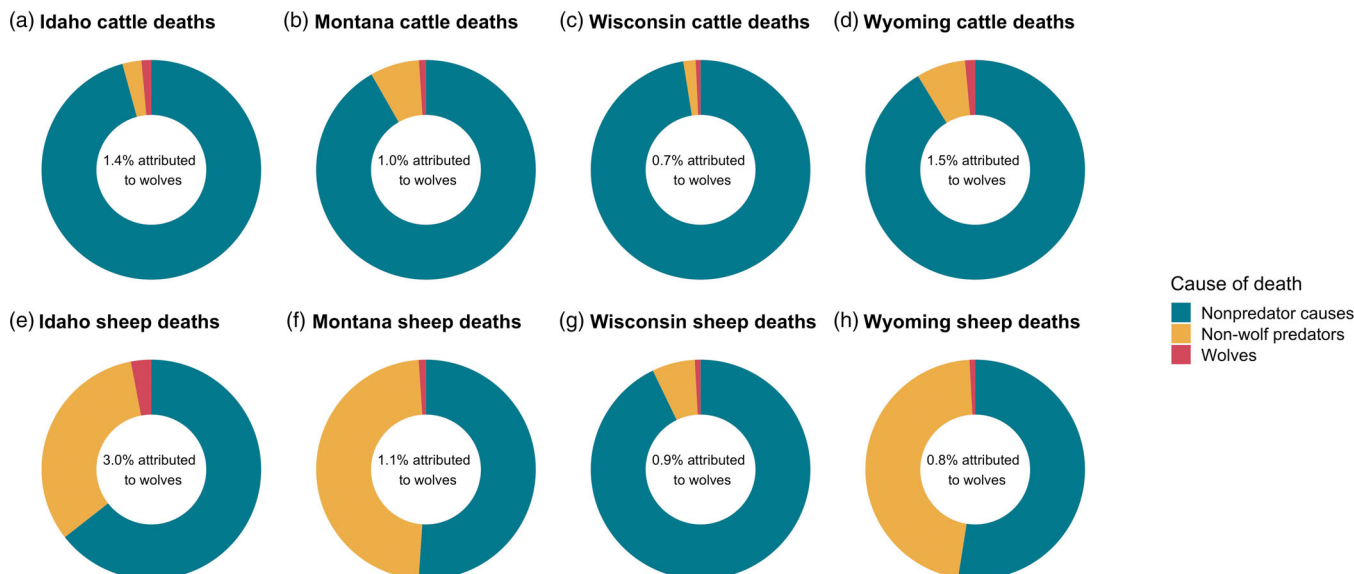 (a) Idaho cattle deaths
(b) Montana cattle deaths
(c) Wisconsin cattle deaths
(d) Wyoming cattle deaths
1.4% attributed
to wolves
1.0% attributed
to wolves
0.7% attributed
to wolves
1.5% attributed
to wolves
(e) Idaho sheep deaths
(f) Montana sheep deaths
(g) Wisconsin sheep deaths
(h) Wyoming sheep deaths
3.0% attributed
to wolves
1.1% attributed
to wolves
0.9% attributed
to wolves
0.8% attributed
to wolves
Cause of death
Nonpredator causes
Non-wolf predators
Wolves